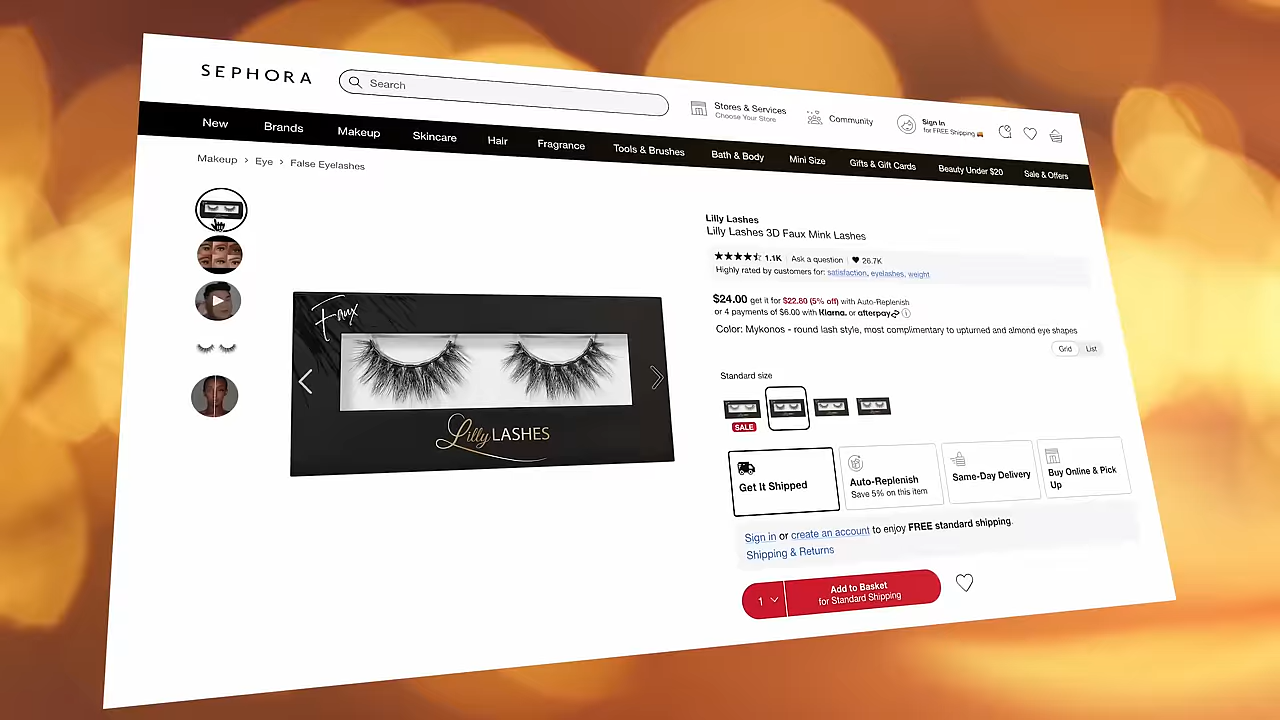 SEPHORA
Search
Stores & Services
Choose Your Store
Community
Sign In
for FREE Shipping
New Brands Makeup Skincare Hair Fragrance Tools & Brushes Bath & Body Mini Size Gifts & Gift Cards Beauty Under $20 Sale & Offers
Makeup > Eye > False Eyelashes
Lilly Lashes
Lilly Lashes 3D Faux Mink Lashes
1.1K | Ask a question | 26.7K
Highly rated by customers for: satisfaction, eyelashes, weight
$24.00 get it for $22.80 (5% off) with Auto-Replenish
or 4 payments of $6.00 with Klarna. or afterpay
Color: Mykonos - round lash style, most complimentary to upturned and almond eye shapes
Grid List
Standard size
SALE
Faux
Lilly LASHES
Get It Shipped
Auto-Replenish
Save 5% on this item
Same-Day Delivery
Buy Online & Pick
Up
Sign in or create an account to enjoy FREE standard shipping.
Shipping & Returns
1
Add to Basket
for Standard Shipping